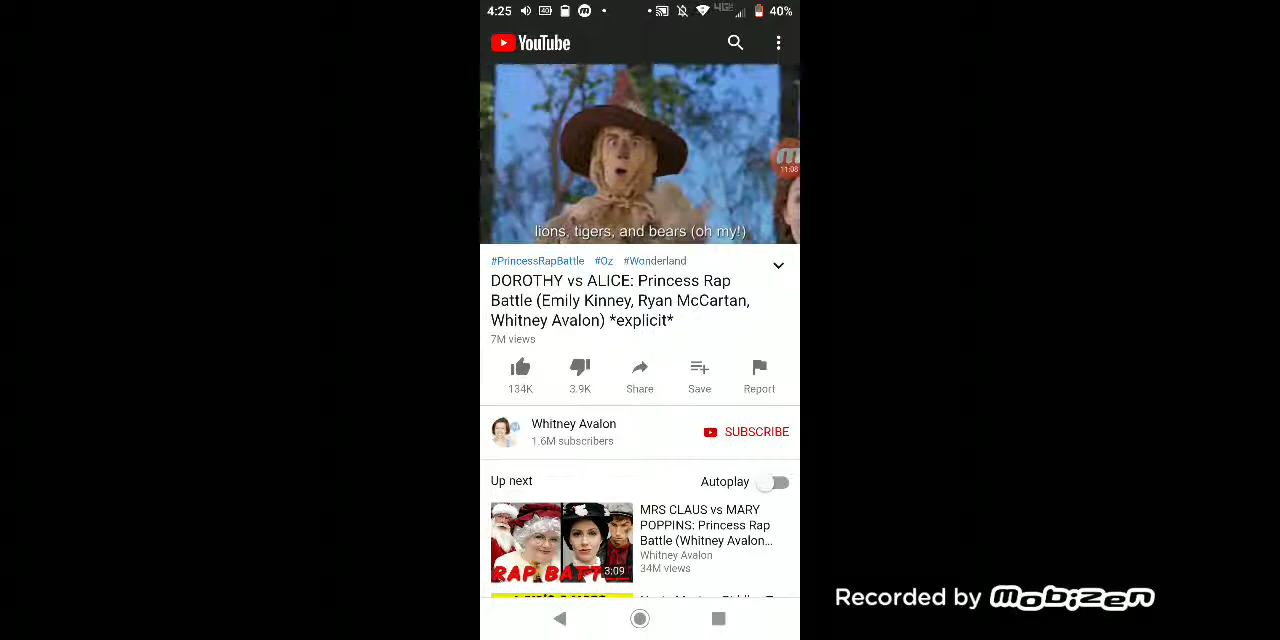 4:25 40 40%
YouTube
11:08
lions, tigers, and bears (oh my!)
#PrincessRapBattle #Oz #Wonderland
DOROTHY vs ALICE: Princess Rap
Battle (Emily Kinney, Ryan McCartan,
Whitney Avalon) *explicit*
7M views
134K 3.9K Share Save Report
Whitney Avalon
1.6M subscribers
SUBSCRIBE
Up next Autoplay
MRS CLAUS vs MARY
POPPINS: Princess Rap
Battle (Whitney Avalon...
Whitney Avalon
34M views
RAP BATT
3:09
Recorded by mobizen